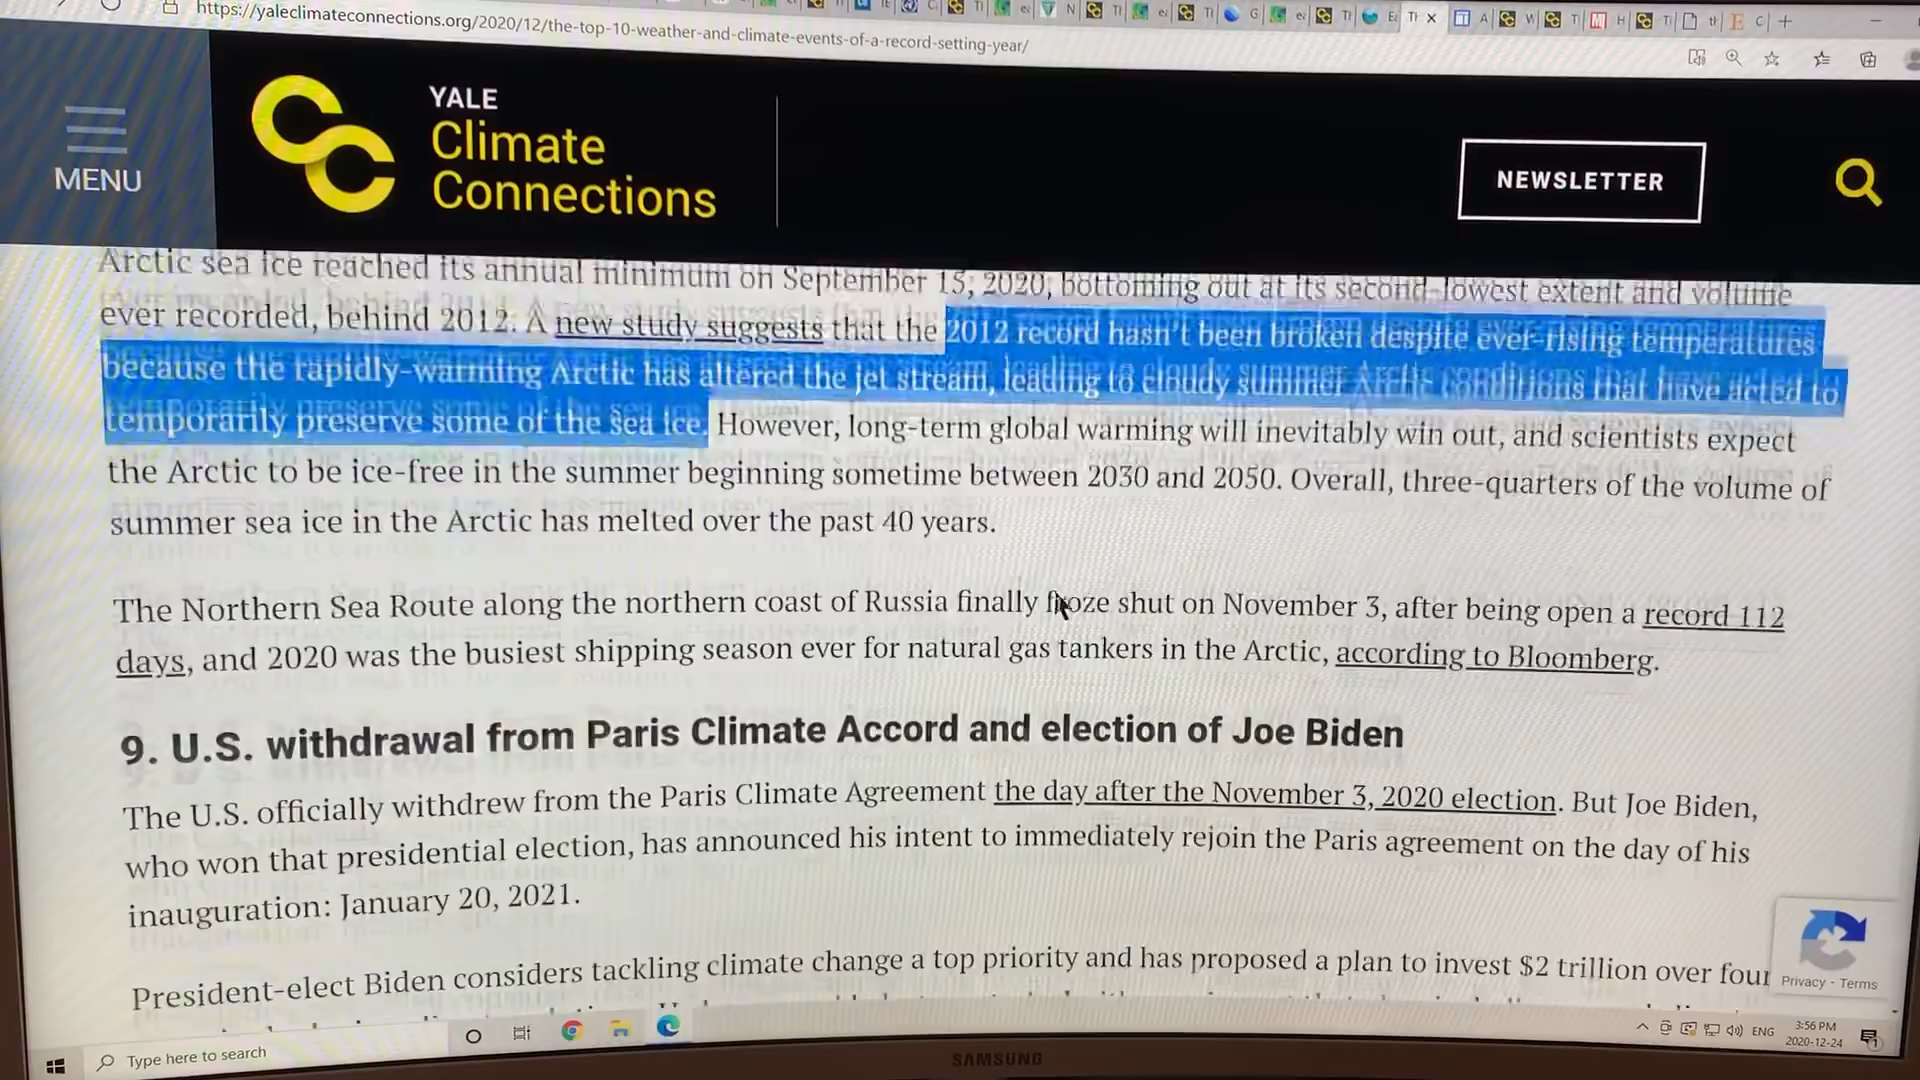 https://yaleclimateconnections.org/2020/12/the-top-10-weather-and-climate-events-of-a-record-setting-year/
MENU
YALE
Climate
Connections
NEWSLETTER
Arctic sea ice reached its annual minimum on September 15, 2020, bottoming out at its second-lowest extent and volume
ever recorded, behind 2012. A new study suggests that the 2012 record hasn't been broken despite ever-rising temperatures
because the rapidly-warming Arctic has altered the jet stream, leading to cloudy summer Arctic conditions that have acted to
temporarily preserve some of the sea ice. However, long-term global warming will inevitably win out, and scientists expect
the Arctic to be ice-free in the summer beginning sometime between 2030 and 2050. Overall, three-quarters of the volume of
summer sea ice in the Arctic has melted over the past 40 years.
The Northern Sea Route along the northern coast of Russia finally froze shut on November 3, after being open a record 112
days, and 2020 was the busiest shipping season ever for natural gas tankers in the Arctic, according to Bloomberg.
9. U.S. withdrawal from Paris Climate Accord and election of Joe Biden
The U.S. officially withdrew from the Paris Climate Agreement the day after the November 3, 2020 election. But Joe Biden,
who won that presidential election, has announced his intent to immediately rejoin the Paris agreement on the day of his
inauguration: January 20, 2021.
President-elect Biden considers tackling climate change a top priority and has proposed a plan to invest $2 trillion over four
Privacy - Terms
Type here to search
ENG
3:56 PM
2020-12-24
SAMSUNG